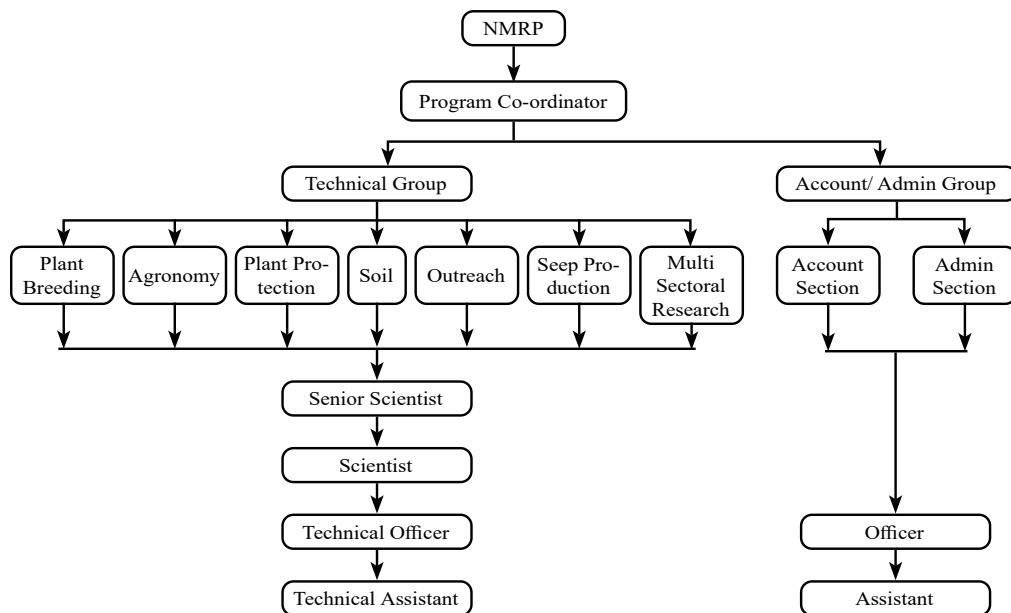 NMRP
Program Co-ordinator
Technical Group
Account/ Admin Group
Plant
Breeding
Agronomy
Plant Pro-
tection
Soil
Outreach
Seep Pro-
duction
Multi
Sectoral
Research
Account
Section
Admin
Section
Senior Scientist
Scientist
Technical Officer
Officer
Technical Assistant
Assistant